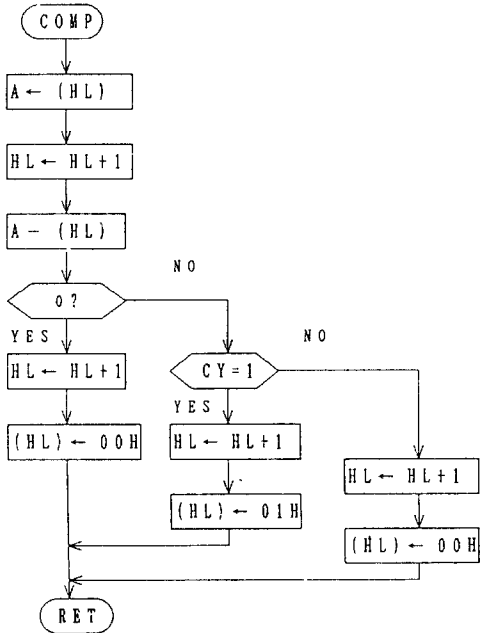 COMP
A ← (HL)
HL ← HL+1
A − (HL)
NO
0?
YES
NO
HL ← HL+1
CY=1
YES
(HL) ← 00H
HL ← HL+1
HL ← HL+1
(HL) ← 01H
(HL) ← 00H
RET